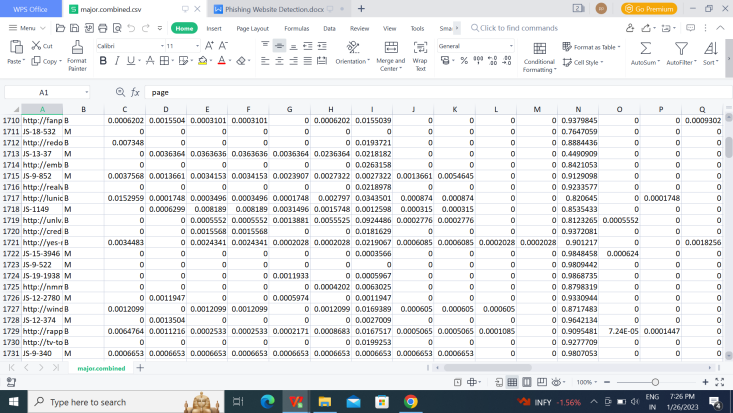 WPS Office major.combined.csv Phishing Website Detection.docx + 2 Go Premium
Menu Home Insert Page Layout Formulas Data Review View Tools Sma Click to find commands
Paste Cut Copy Format Painter Calibri 11 B I U A General Orientation Merge and Center Wrap Text Conditional Formatting Format as Table Cell Style AutoSum AutoFilter Sort
A1 fx page
A B C D E F G H I J K L M N O P Q
1710 http://fanp B 0.0006202 0.0015504 0.0003101 0.0003101 0 0.0006202 0.0155039 0 0 0 0 0.9379845 0 0 0.0009302
1711 JS-18-532 M 0 0 0 0 0 0 0 0 0 0 0 0.7647059 0 0 0
1712 http://redo B 0.007348 0 0 0 0 0 0.0193721 0 0 0 0 0.8884436 0 0 0
1713 JS-13-37 M 0 0.0036364 0.0363636 0.0363636 0.0036364 0.0236364 0.0218182 0 0 0 0 0.4490909 0 0 0
1714 http://emb B 0 0 0 0 0 0 0.0263158 0 0 0 0 0.8421053 0 0 0
1715 JS-9-852 M 0.0037568 0.0013661 0.0034153 0.0034153 0.0023907 0.0027322 0.0027322 0.0013661 0.0054645 0 0 0.9129098 0 0 0
1716 http://realv B 0 0 0 0 0 0 0.0218978 0 0 0 0 0.9233577 0 0 0
1717 http://lunic B 0.0152959 0.0001748 0.0003496 0.0003496 0.0001748 0.002797 0.0343501 0.000874 0.000874 0 0 0.820645 0 0.0001748 0
1718 JS-1149 M 0 0.0006299 0.008189 0.008189 0.0031496 0.0015748 0.0012598 0.000315 0.000315 0 0 0.8535433 0 0 0
1719 http://unlv. B 0 0 0.0005552 0.0005552 0.0013881 0.0055525 0.0924486 0.0002776 0.0002776 0 0 0.8123265 0.0005552 0 0
1720 http://cred B 0 0 0.0015568 0.0015568 0 0 0.0181629 0 0 0 0 0.9372081 0 0 0
1721 http://yes-r B 0.0034483 0 0.0024341 0.0024341 0.0002028 0.0002028 0.0219067 0.0006085 0.0006085 0.0002028 0.0002028 0.901217 0 0 0.0018256
1722 JS-15-3946 M 0 0 0 0 0 0 0.0003566 0 0 0 0 0.9848458 0.000624 0 0
1723 JS-9-522 M 0 0 0 0 0 0 0 0 0 0 0 0.9809442 0 0 0
1724 JS-19-1938 M 0 0 0 0 0.0011933 0 0.0005967 0 0 0 0 0.9868735 0 0 0
1725 http://nmrr B 0 0 0 0 0 0.0004202 0.0063025 0 0 0 0 0.8798319 0 0 0
1726 JS-12-2780 M 0 0.0011947 0 0 0.0005974 0 0.0011947 0 0 0 0 0.9330944 0 0 0
1727 http://wind B 0.0012099 0 0.0012099 0.0012099 0 0.0012099 0.0169389 0.000605 0.000605 0.000605 0 0.8717483 0 0 0
1728 JS-12-374 M 0 0.0013504 0 0 0 0 0.0027009 0 0 0 0 0.9642134 0 0 0
1729 http://rapp B 0.0064764 0.0011216 0.0002533 0.0002533 0.0002171 0.0008683 0.0167517 0.0005065 0.0005065 0.0001085 0 0.9095481 7.24E-05 0.0001447 0
1730 http://tv-to B 0 0 0 0 0 0 0.0199253 0 0 0 0 0.9277709 0 0 0
1731 JS-9-340 M 0.0006653 0.0006653 0.0006653 0.0006653 0.0006653 0.0006653 0.0006653 0.0006653 0.0006653 0 0 0.9807053 0 0 0
major.combined +
100%
Type here to search INFY -1.56% ENG IN 7:26 PM 1/26/2023 4